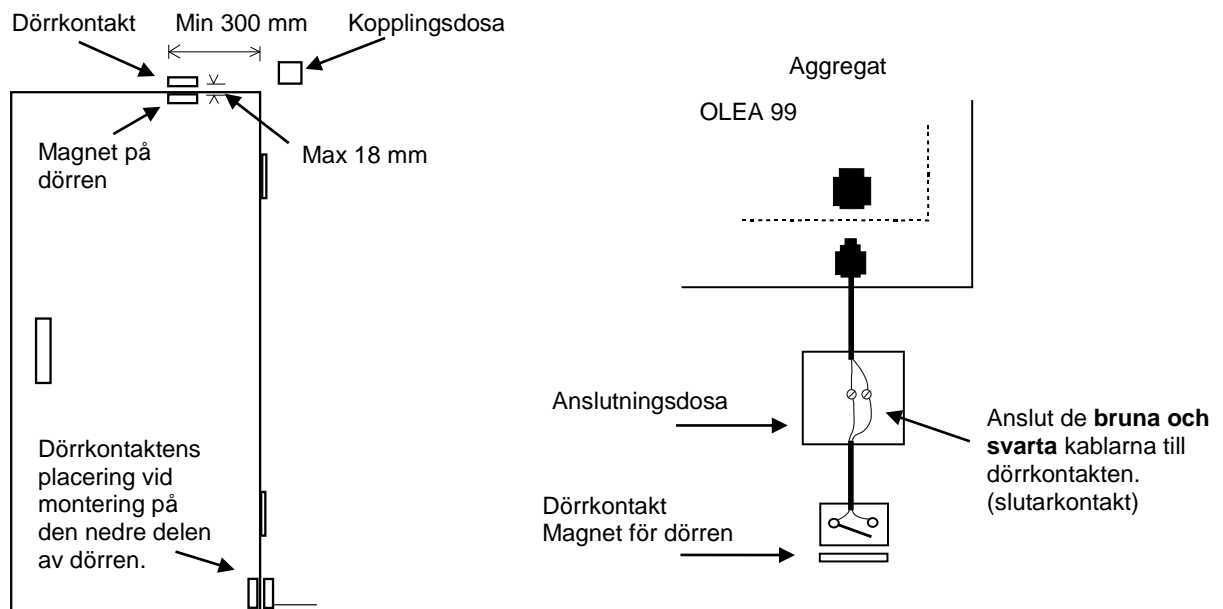 Dörrkontakt
Min 300 mm
Kopplingsdosa
Magnet på
dörren
Max 18 mm
Dörrkontaktens
placering vid
montering på
den nedre delen
av dörren.
Aggregat
OLEA 99
Anslutningsdosa
Anslut de bruna och
svarta kablarna till
dörrkontakten.
(slutarkontakt)
Dörrkontakt
Magnet för dörren